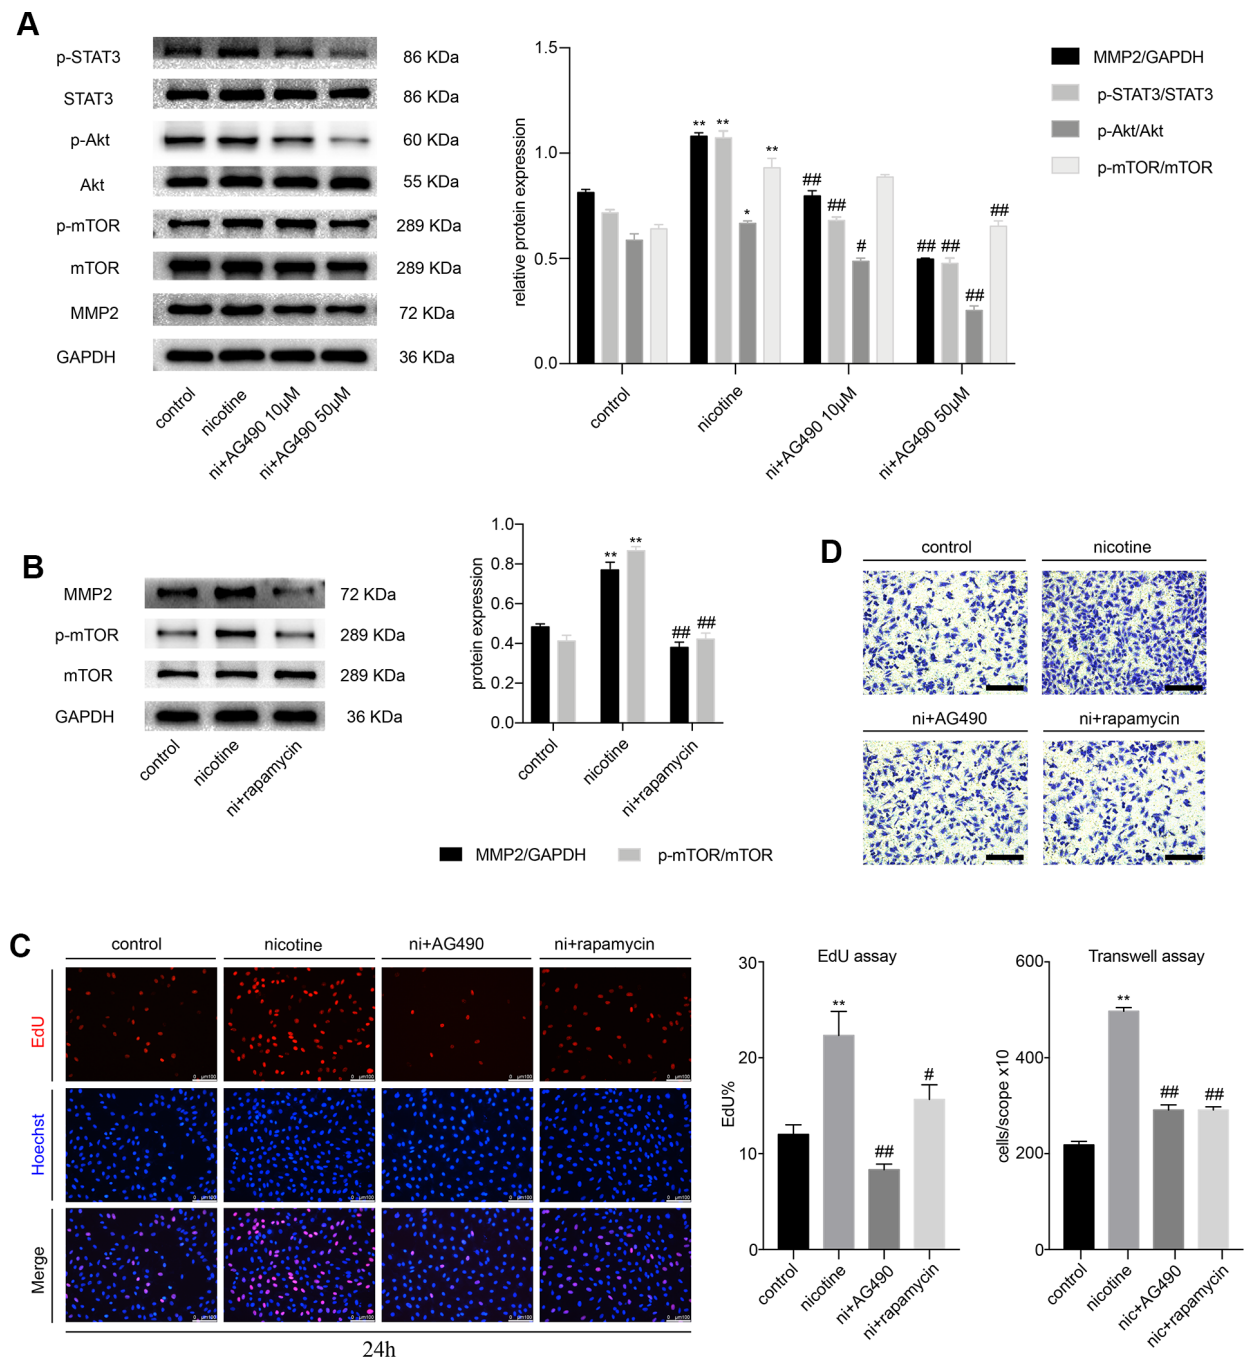 A
p-STAT3 86 KDa
STAT3 86 KDa
p-Akt 60 KDa
Akt 55 KDa
p-mTOR 289 KDa
mTOR 289 KDa
MMP2 72 KDa
GAPDH 36 KDa
control
nicotine
ni+AG490 10μM
ni+AG490 50μM
relative protein expression
1.5
1.0
0.5
0.0
** ** * **
## ## #
## ## ## ##
control
nicotine
ni+AG490 10μM
ni+AG490 50μM
MMP2/GAPDH
p-STAT3/STAT3
p-Akt/Akt
p-mTOR/mTOR
B
MMP2 72 KDa
p-mTOR 289 KDa
mTOR 289 KDa
GAPDH 36 KDa
control
nicotine
ni+rapamycin
protein expression
1.0
0.8
0.6
0.4
0.2
0.0
** **
## ##
control
nicotine
ni+rapamycin
MMP2/GAPDH
p-mTOR/mTOR
D
control
nicotine
ni+AG490
ni+rapamycin
C
control
nicotine
ni+AG490
ni+rapamycin
EdU
Hoechst
Merge
24h
EdU assay
EdU%
30
20
10
0
**
##
#
control
nicotine
ni+AG490
ni+rapamycin
Transwell assay
cells/scope x10
600
400
200
0
**
##
##
control
nicotine
nic+AG490
nic+rapamycin